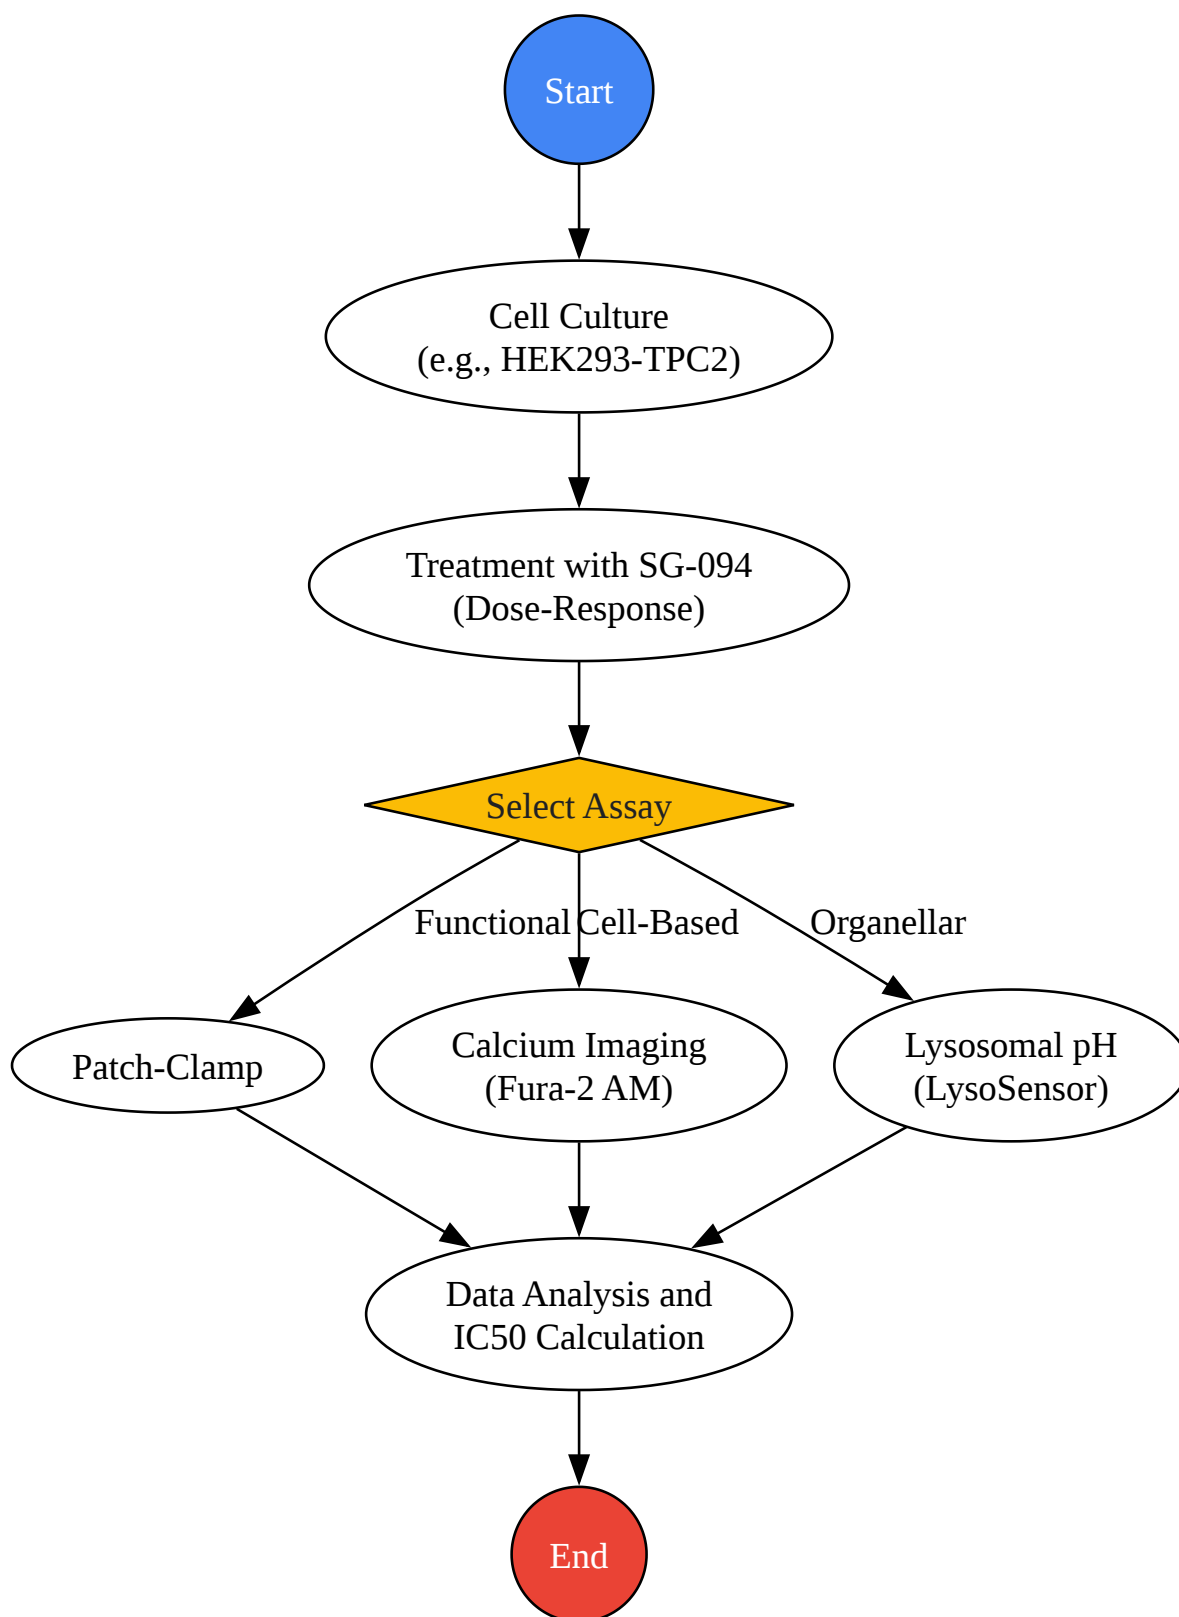 Start
Cell Culture
(e.g., HEK293-TPC2)
Treatment with SG-094
(Dose-Response)
Select Assay
Functional
Cell-Based
Organellar
Patch-Clamp
Calcium Imaging
(Fura-2 AM)
Lysosomal pH
(LysoSensor)
Data Analysis and
IC50 Calculation
End